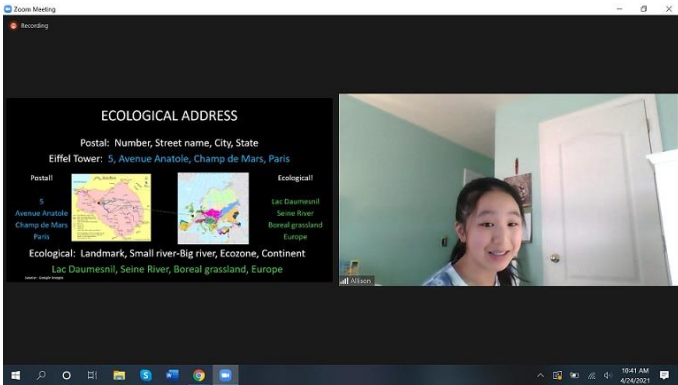 Zoom Meeting
Recording
ECOLOGICAL ADDRESS
Postal: Number, Street name, City, State
Eiffel Tower: 5, Avenue Anatole, Champ de Mars, Paris
Postal!
5
Avenue Anatole
Champ de Mars
Paris
Ecological!
Lac Daumesnil
Seine River
Boreal grassland
Europe
Ecological: Landmark, Small river-Big river, Ecozone, Continent
Lac Daumesnil, Seine River, Boreal grassland, Europe
Source - Google Images
Allison
10:41 AM
4/24/2021